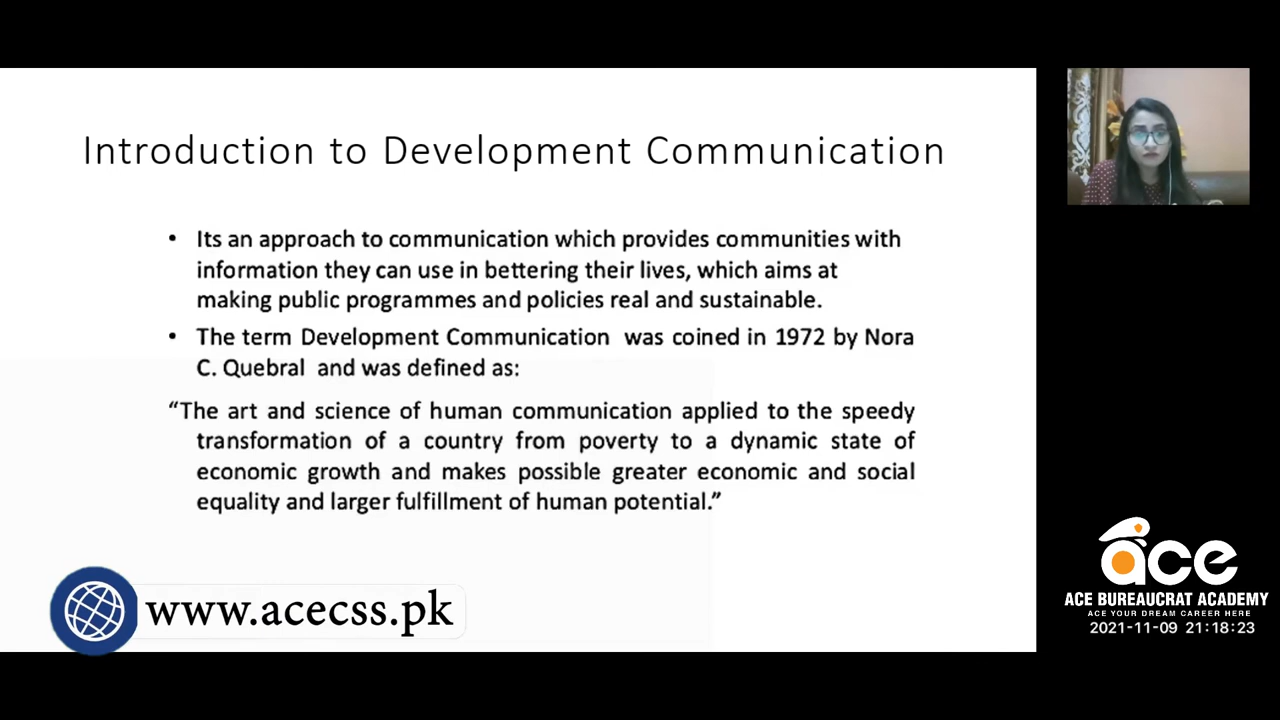 Introduction to Development Communication
• Its an approach to communication which provides communities with
information they can use in bettering their lives, which aims at
making public programmes and policies real and sustainable.
• The term Development Communication was coined in 1972 by Nora
C. Quebral and was defined as:
“The art and science of human communication applied to the speedy
transformation of a country from poverty to a dynamic state of
economic growth and makes possible greater economic and social
equality and larger fulfillment of human potential.”
www.acecss.pk
ace
ACE BUREAUCRAT ACADEMY
ACE YOUR DREAM CAREER HERE
2021-11-09 21:18:23